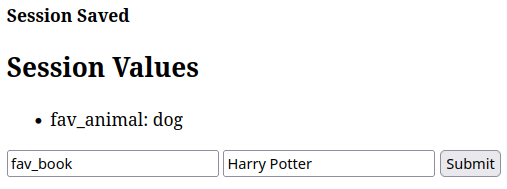 Session Saved
Session Values
• fav_animal: dog
fav_book Harry Potter Submit